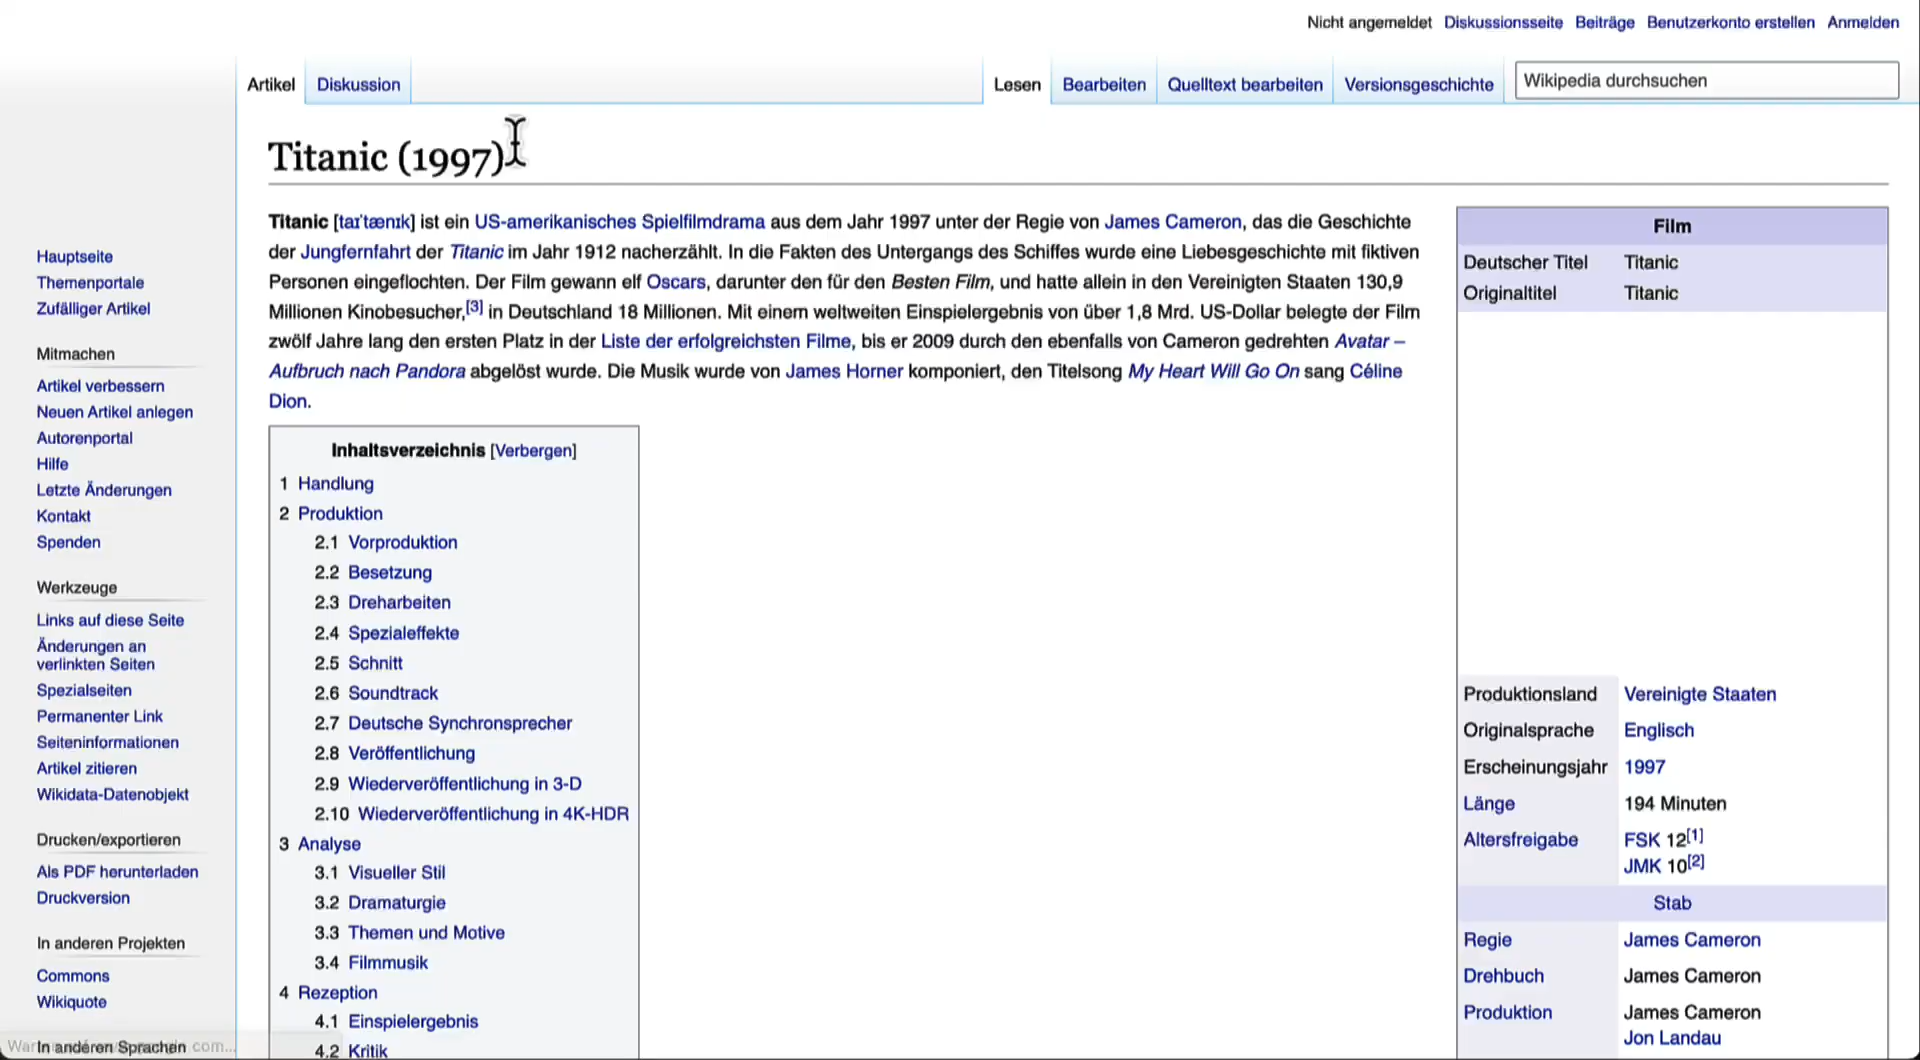 Nicht angemeldet Diskussionsseite Beiträge Benutzerkonto erstellen Anmelden
Artikel Diskussion Lesen Bearbeiten Quelltext bearbeiten Versionsgeschichte Wikipedia durchsuchen
Titanic (1997)
Titanic [taɪˈtænɪk] ist ein US-amerikanisches Spielfilmdrama aus dem Jahr 1997 unter der Regie von James Cameron, das die Geschichte
der Jungfernfahrt der Titanic im Jahr 1912 nacherzählt. In die Fakten des Untergangs des Schiffes wurde eine Liebesgeschichte mit fiktiven
Personen eingeflochten. Der Film gewann elf Oscars, darunter den für den Besten Film, und hatte allein in den Vereinigten Staaten 130,9
Millionen Kinobesucher,[3] in Deutschland 18 Millionen. Mit einem weltweiten Einspielergebnis von über 1,8 Mrd. US-Dollar belegte der Film
zwölf Jahre lang den ersten Platz in der Liste der erfolgreichsten Filme, bis er 2009 durch den ebenfalls von Cameron gedrehten Avatar –
Aufbruch nach Pandora abgelöst wurde. Die Musik wurde von James Horner komponiert, den Titelsong My Heart Will Go On sang Céline
Dion.
Hauptseite
Themenportale
Zufälliger Artikel
Mitmachen
Artikel verbessern
Neuen Artikel anlegen
Autorenportal
Hilfe
Letzte Änderungen
Kontakt
Spenden
Werkzeuge
Links auf diese Seite
Änderungen an
verlinkten Seiten
Spezialseiten
Permanenter Link
Seiteninformationen
Artikel zitieren
Wikidata-Datenobjekt
Drucken/exportieren
Als PDF herunterladen
Druckversion
In anderen Projekten
Commons
Wikiquote
In anderen Sprachen
Inhaltsverzeichnis [Verbergen]
1 Handlung
2 Produktion
2.1 Vorproduktion
2.2 Besetzung
2.3 Dreharbeiten
2.4 Spezialeffekte
2.5 Schnitt
2.6 Soundtrack
2.7 Deutsche Synchronsprecher
2.8 Veröffentlichung
2.9 Wiederveröffentlichung in 3-D
2.10 Wiederveröffentlichung in 4K-HDR
3 Analyse
3.1 Visueller Stil
3.2 Dramaturgie
3.3 Themen und Motive
3.4 Filmmusik
4 Rezeption
4.1 Einspielergebnis
4.2 Kritik
Film
Deutscher Titel Titanic
Originaltitel Titanic
Produktionsland Vereinigte Staaten
Originalsprache Englisch
Erscheinungsjahr 1997
Länge 194 Minuten
Altersfreigabe FSK 12[1]
JMK 10[2]
Stab
Regie James Cameron
Drehbuch James Cameron
Produktion James Cameron
Jon Landau